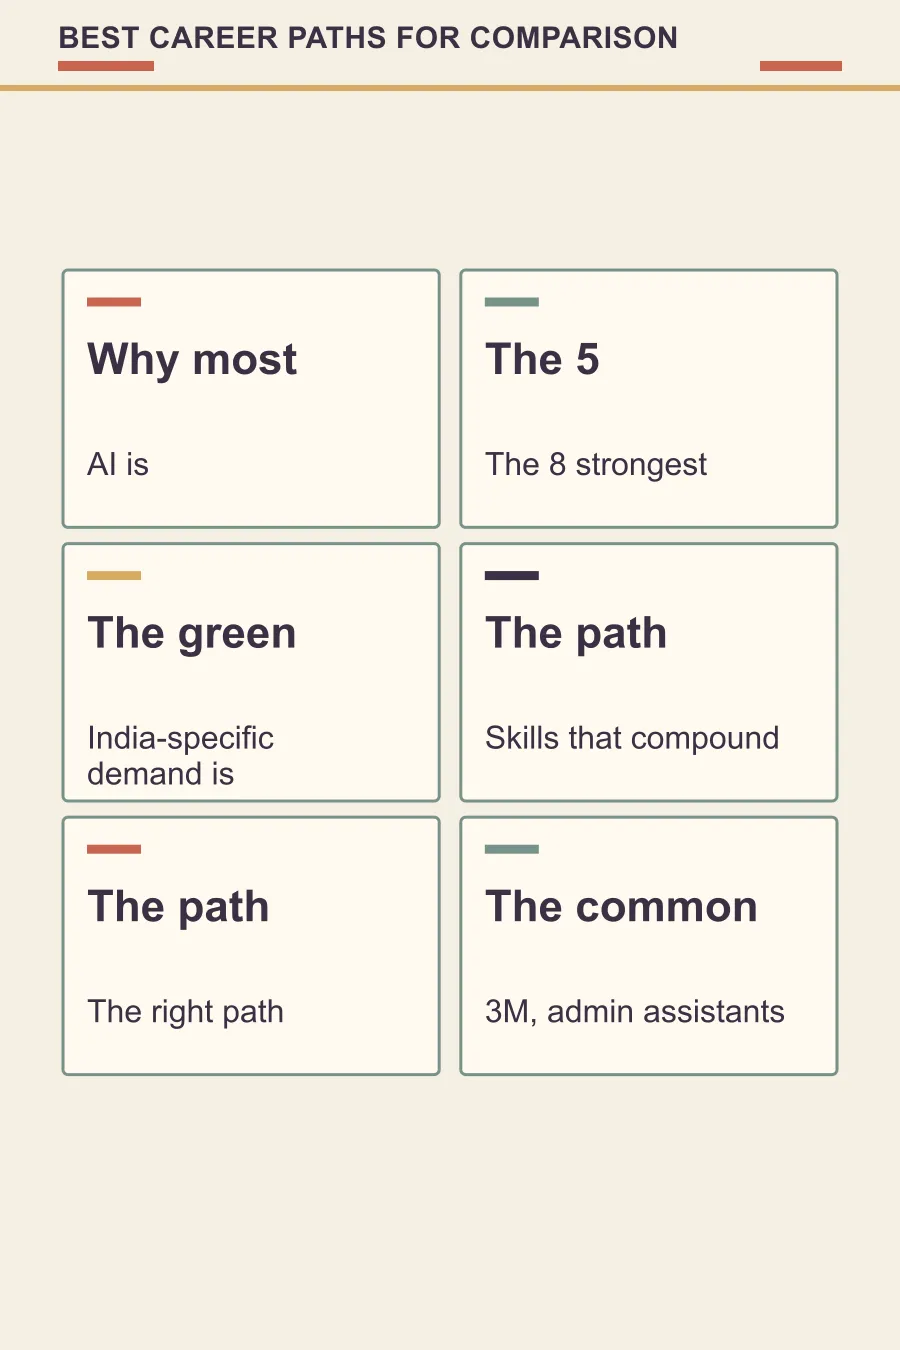 BEST CAREER PATHS FOR COMPARISON
Why most
AI is
The 5
The 8 strongest
The green
India-specific
demand is
The path
Skills that compound
The path
The right path
The common
3M, admin assistants